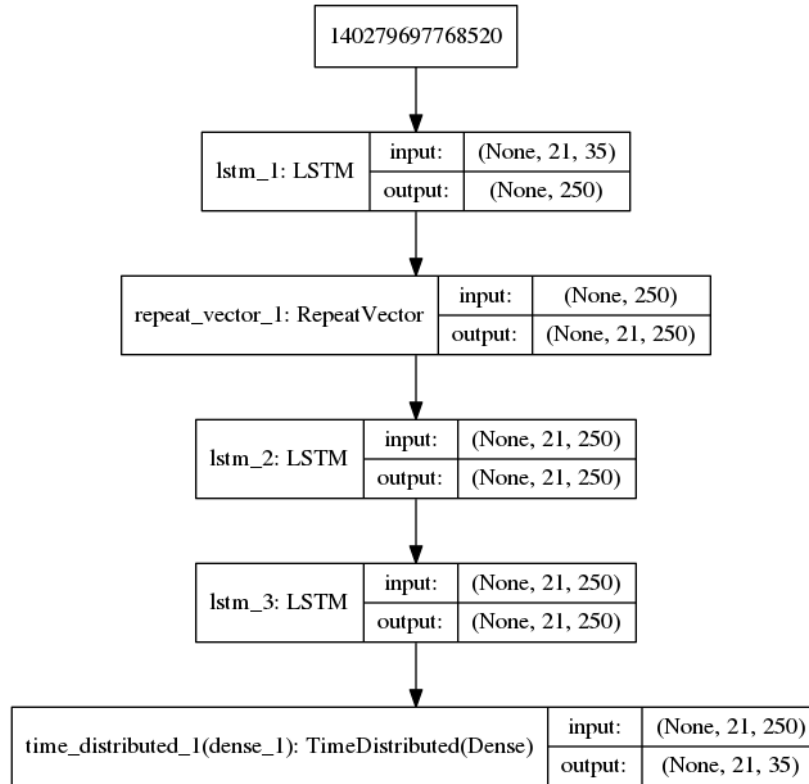 140279697768520
lstm_1: LSTM
input:
(None, 21, 35)
output:
(None, 250)
repeat_vector_1: RepeatVector
input:
(None, 250)
output:
(None, 21, 250)
lstm_2: LSTM
input:
(None, 21, 250)
output:
(None, 21, 250)
lstm_3: LSTM
input:
(None, 21, 250)
output:
(None, 21, 250)
time_distributed_1(dense_1): TimeDistributed(Dense)
input:
(None, 21, 250)
output:
(None, 21, 35)